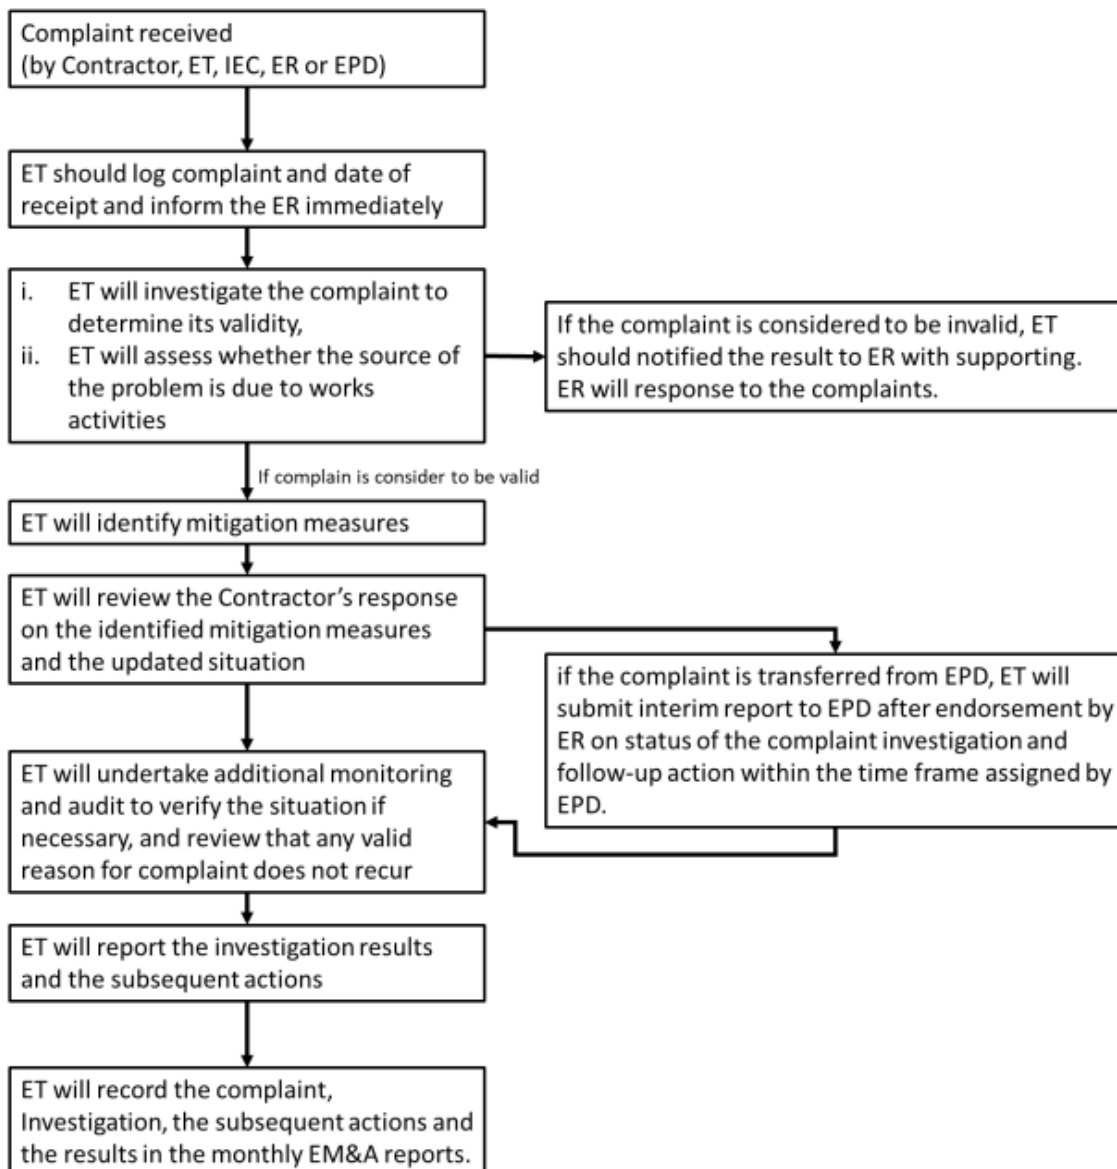 Complaint received
(by Contractor, ET, IEC, ER or EPD)
ET should log complaint and date of
receipt and inform the ER immediately
i. ET will investigate the complaint to
determine its validity,
ii. ET will assess whether the source of
the problem is due to works
activities
If the complaint is considered to be invalid, ET
should notified the result to ER with supporting.
ER will response to the complaints.
If complain is consider to be valid
ET will identify mitigation measures
ET will review the Contractor’s response
on the identified mitigation measures
and the updated situation
if the complaint is transferred from EPD, ET will
submit interim report to EPD after endorsement by
ER on status of the complaint investigation and
follow-up action within the time frame assigned by
EPD.
ET will undertake additional monitoring
and audit to verify the situation if
necessary, and review that any valid
reason for complaint does not recur
ET will report the investigation results
and the subsequent actions
ET will record the complaint,
Investigation, the subsequent actions and
the results in the monthly EM&A reports.